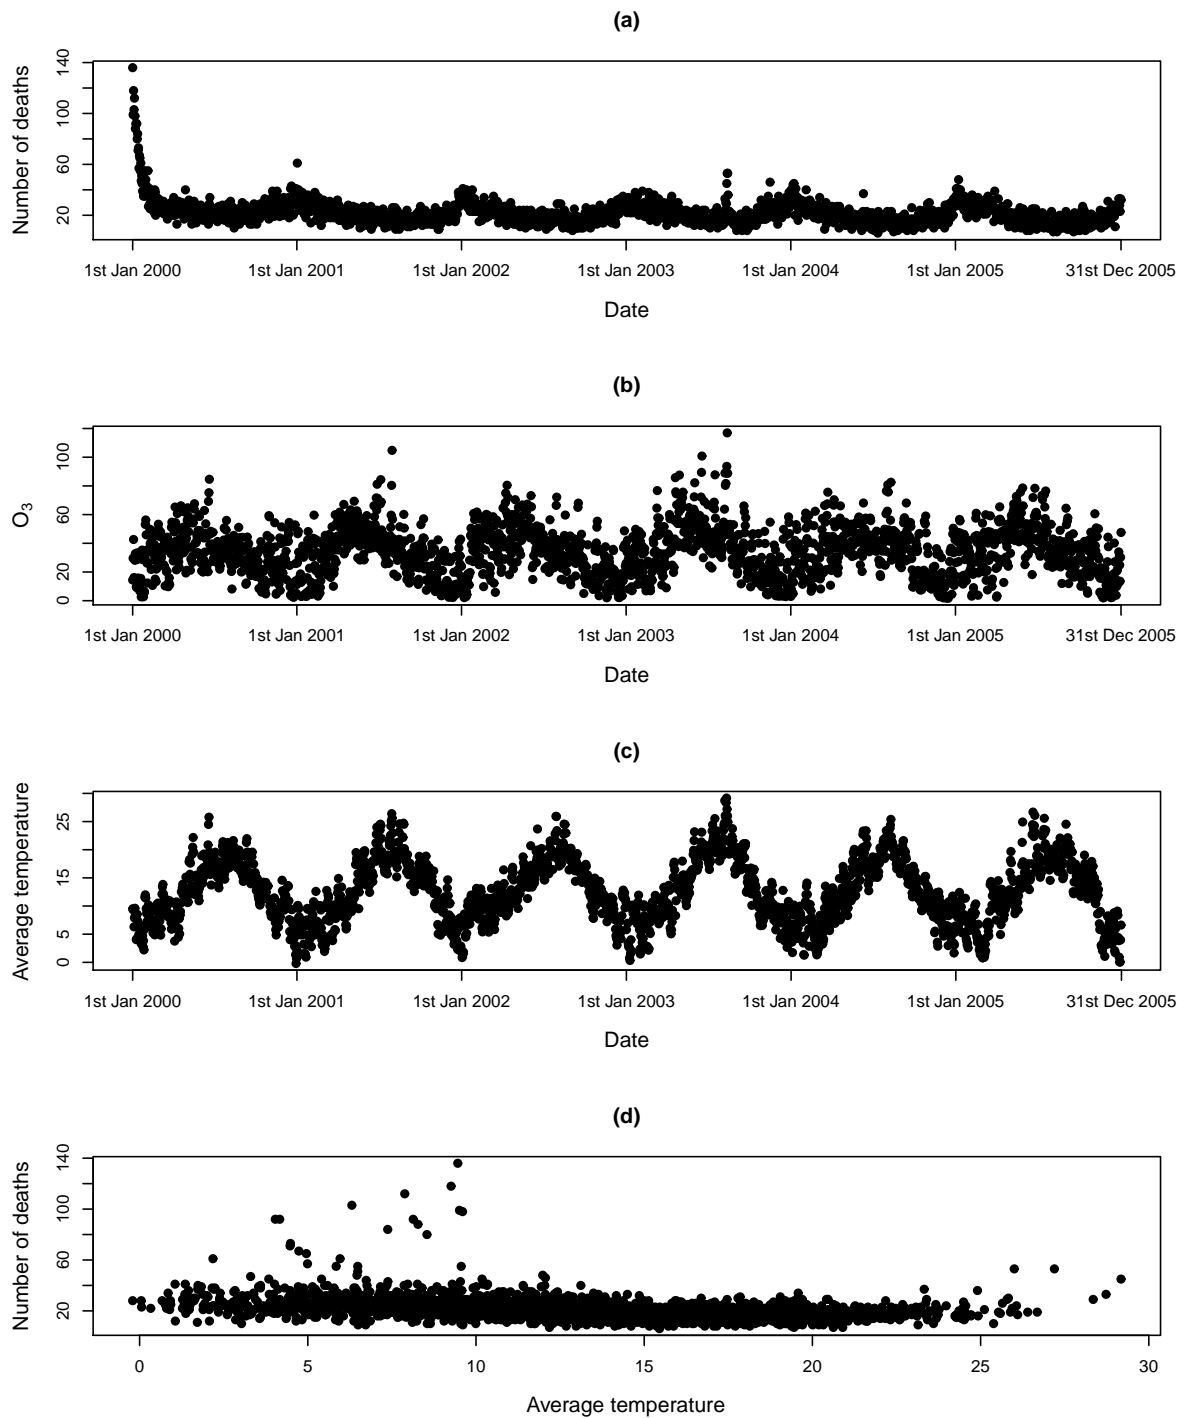 (a)
Number of deaths
140
100
60
20
1st Jan 2000 1st Jan 2001 1st Jan 2002 1st Jan 2003 1st Jan 2004 1st Jan 2005 31st Dec 2005
Date
(b)
O₃
100
60
20
0
1st Jan 2000 1st Jan 2001 1st Jan 2002 1st Jan 2003 1st Jan 2004 1st Jan 2005 31st Dec 2005
Date
(c)
Average temperature
25
15
5
0
1st Jan 2000 1st Jan 2001 1st Jan 2002 1st Jan 2003 1st Jan 2004 1st Jan 2005 31st Dec 2005
Date
(d)
Number of deaths
140
100
60
20
0 5 10 15 20 25 30
Average temperature